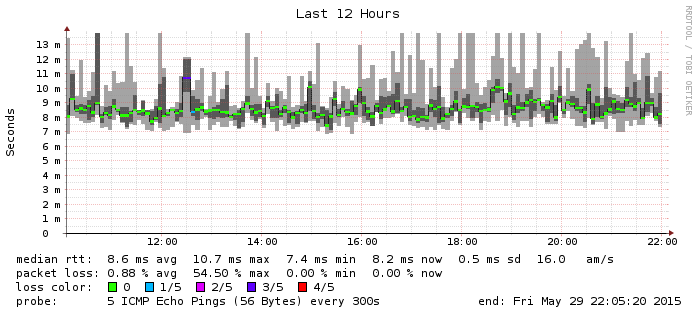 Last 12 Hours
RRDTOOL / TOBI OETIKER
Seconds
13 m
12 m
11 m
10 m
9 m
8 m
7 m
6 m
5 m
4 m
3 m
2 m
1 m
0
12:00 14:00 16:00 18:00 20:00 22:00
median rtt: 8.6 ms avg 10.7 ms max 7.4 ms min 8.2 ms now 0.5 ms sd 16.0 am/s
packet loss: 0.88 % avg 54.50 % max 0.00 % min 0.00 % now
loss color: 0 1/5 2/5 3/5 4/5
probe: 5 ICMP Echo Pings (56 Bytes) every 300s end: Fri May 29 22:05:20 2015